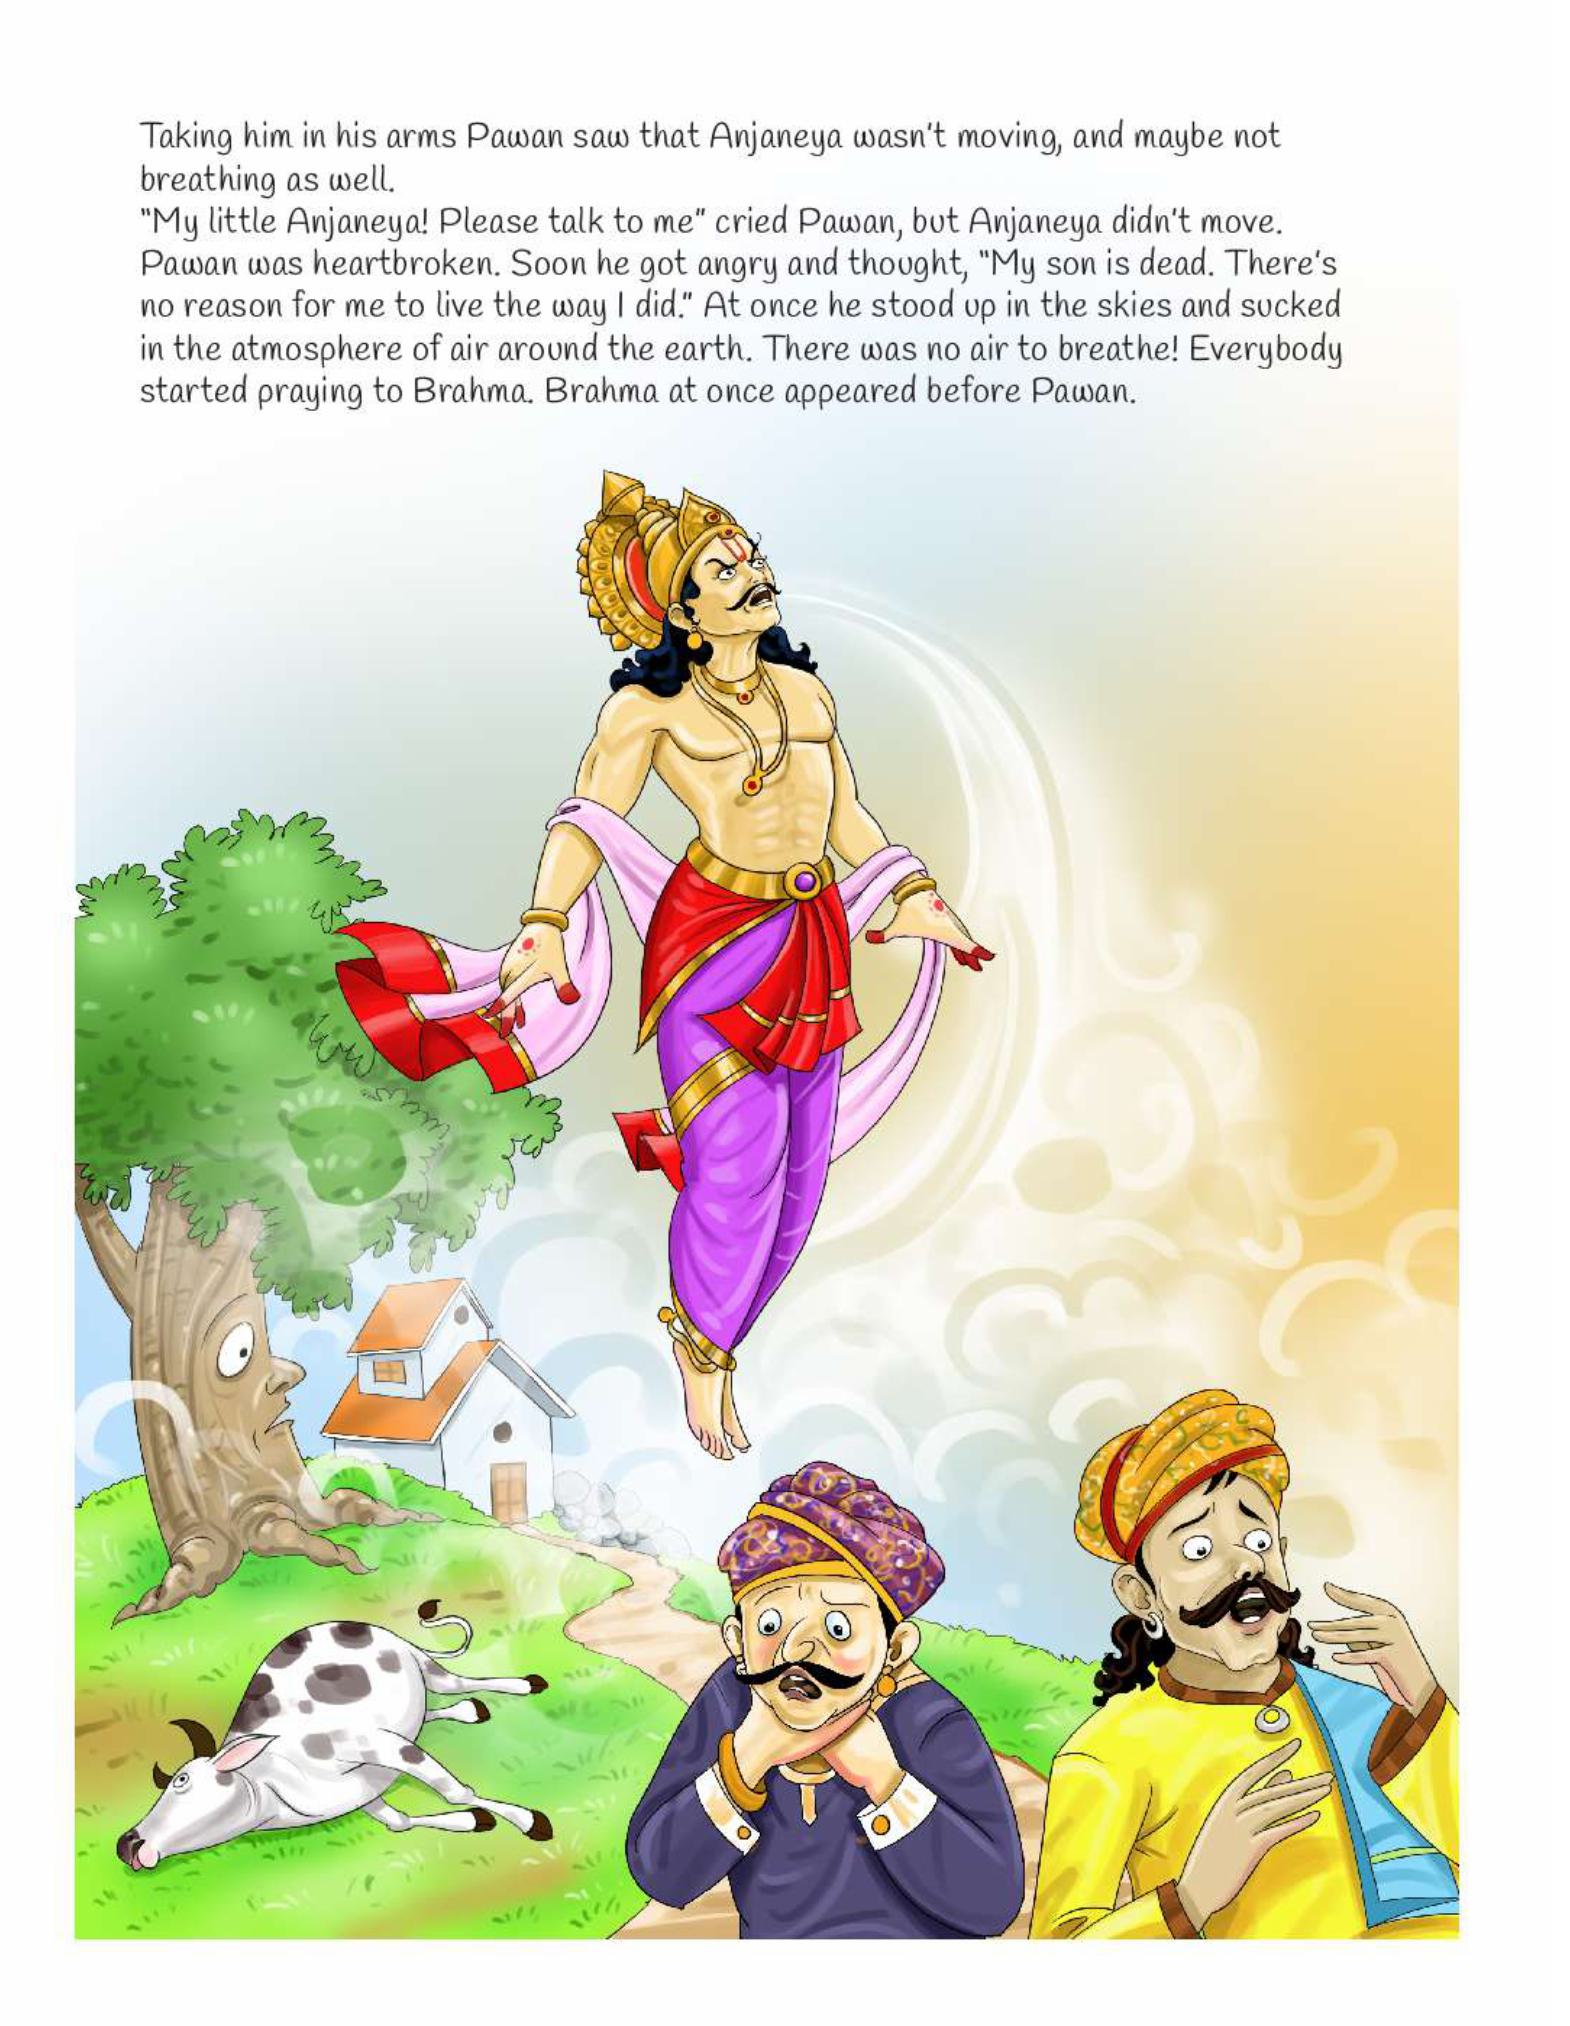 Taking him in his arms Pawan saw that Anjaneya wasn't moving, and maybe not
breathing as well.
"My little Anjaneya! Please talk to me" cried Pawan, but Anjaneya didn't move.
Pawan was heartbroken. Soon he got angry and thought, "My son is dead. There's
no reason for me to live the way I did." At once he stood up in the skies and sucked
in the atmosphere of air around the earth. There was no air to breathe! Everybody
started praying to Brahma. Brahma at once appeared before Pawan.